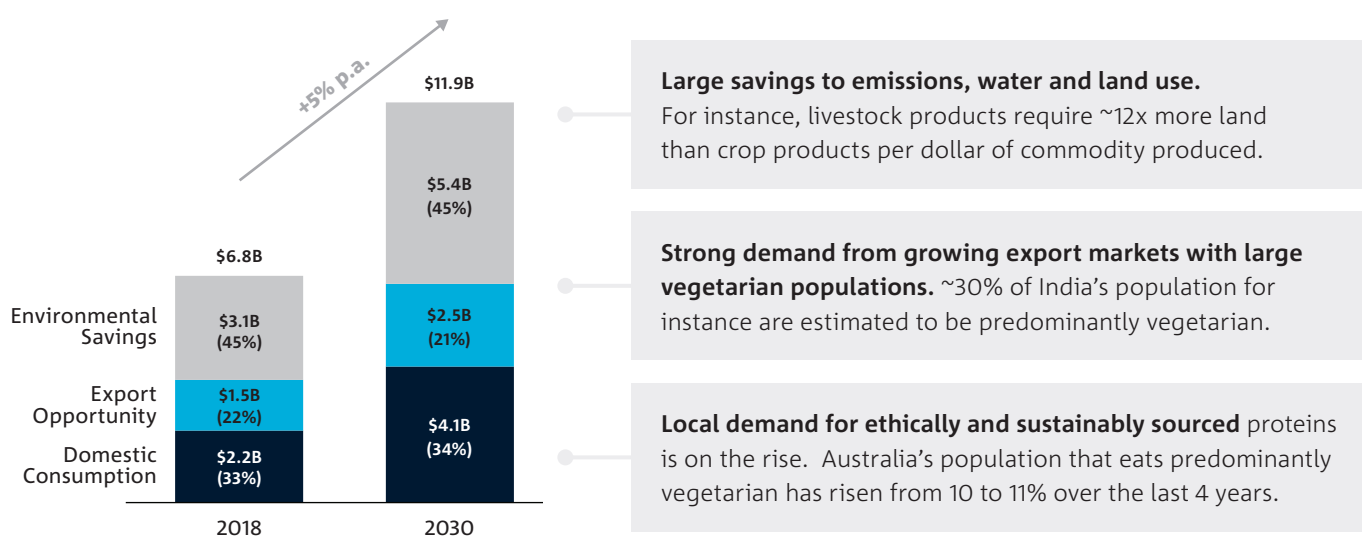 +5% p.a.
$11.9B
$5.4B
(45%)
$6.8B
Environmental
Savings
$3.1B
(45%)
$2.5B
(21%)
Export
Opportunity
$1.5B
(22%)
$4.1B
(34%)
Domestic
Consumption
$2.2B
(33%)
2018
2030
Large savings to emissions, water and land use.
For instance, livestock products require ~12x more land
than crop products per dollar of commodity produced.
Strong demand from growing export markets with large
vegetarian populations. ~30% of India’s population for
instance are estimated to be predominantly vegetarian.
Local demand for ethically and sustainably sourced proteins
is on the rise.  Australia’s population that eats predominantly
vegetarian has risen from 10 to 11% over the last 4 years.